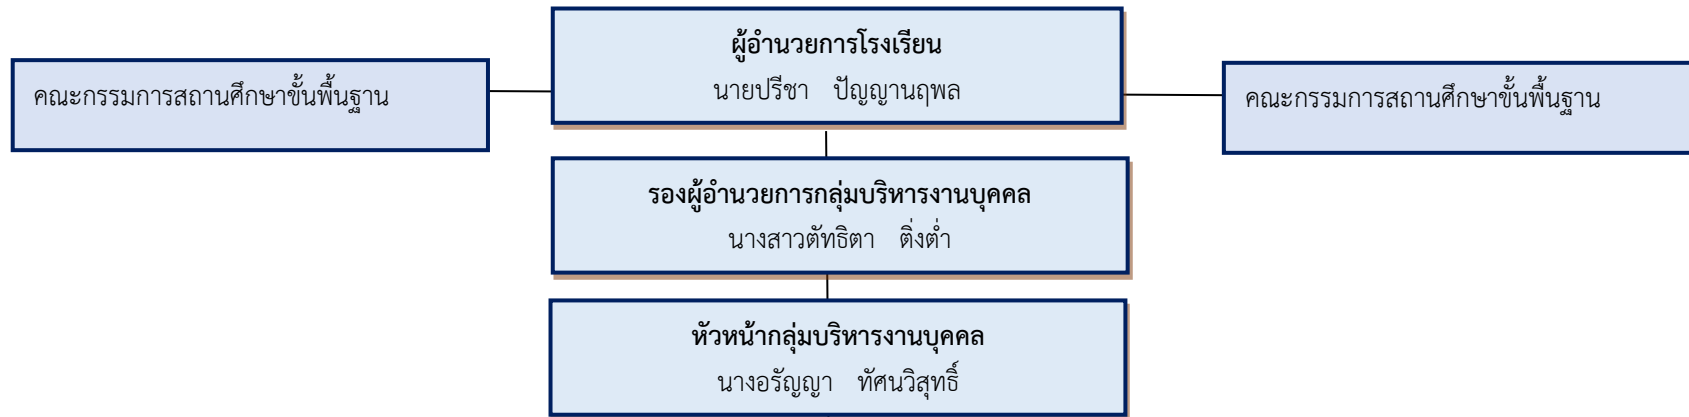 ผู้อำนวยการโรงเรียน
นายปรีชา ปัญญานฤพล
คณะกรรมการสถานศึกษาขั้นพื้นฐาน
คณะกรรมการสถานศึกษาขั้นพื้นฐาน
รองผู้อำนวยการกลุ่มบริหารงานบุคคล
นางสาวตัทธิตา ติ่งต่ำ
หัวหน้ากลุ่มบริหารงานบุคคล
นางอรัญญา ทัศนวิสุทธิ์